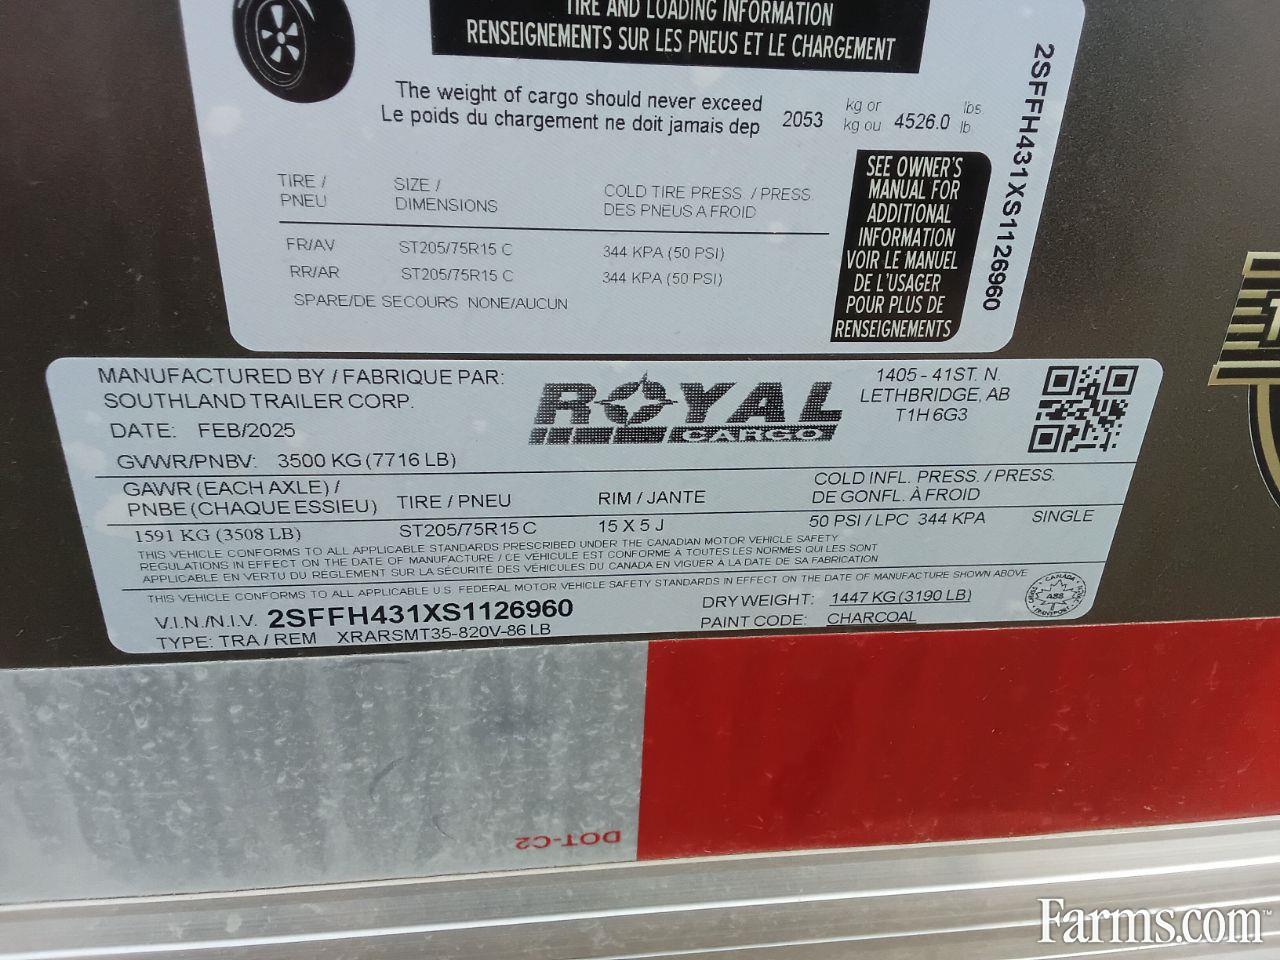 TIRE AND LOADING INFORMATION
RENSEIGNEMENTS SUR LES PNEUS ET LE CHARGEMENT
The weight of cargo should never exceed
Le poids du chargement ne doit jamais dep
2053
kg or
kg ou
4526.0
lbs
lb
TIRE /
PNEU
SIZE /
DIMENSIONS
COLD TIRE PRESS. / PRESS.
DES PNEUS A FROID
FR/AV ST205/75R15 C 344 KPA (50 PSI)
RR/AR ST205/75R15 C 344 KPA (50 PSI)
SPARE/DE SECOURS NONE/AUCUN
SEE OWNER'S
MANUAL FOR
ADDITIONAL
INFORMATION
VOIR LE MANUEL
DE L'USAGER
POUR PLUS DE
RENSEIGNEMENTS
2SFFH431XS1126960
MANUFACTURED BY / FABRIQUE PAR:
SOUTHLAND TRAILER CORP.
DATE: FEB/2025
GVWR/PNBV: 3500 KG (7716 LB)
ROYAL
CARGO
1405 - 41ST. N.
LETHBRIDGE, AB
T1H 6G3
GAWR (EACH AXLE) /
PNBE (CHAQUE ESSIEU)
TIRE / PNEU
RIM / JANTE
COLD INFL. PRESS. / PRESS.
DE GONFL. À FROID
1591 KG (3508 LB) ST205/75R15 C 15 X 5 J 50 PSI / LPC 344 KPA SINGLE
THIS VEHICLE CONFORMS TO ALL APPLICABLE STANDARDS PRESCRIBED UNDER THE CANADIAN MOTOR VEHICLE SAFETY
REGULATIONS IN EFFECT ON THE DATE OF MANUFACTURE / CE VÉHICULE EST CONFORME À TOUTES LES NORMES QUI LES SONT
APPLICABLE EN VERTU DU RÈGLEMENT SUR LA SÉCURITÉ DES VÉHICULES DU CANADA EN VIGUER À LA DATE DE SA FABRICATION
THIS VEHICLE CONFORMS TO ALL APPLICABLE U.S. FEDERAL MOTOR VEHICLE SAFETY STANDARDS IN EFFECT ON THE DATE OF MANUFACTURE SHOWN ABOVE
V.I.N./N.I.V. 2SFFH431XS1126960
TYPE: TRA / REM XRARSMT35-820V-86 LB
DRY WEIGHT: 1447 KG (3190 LB)
PAINT CODE: CHARCOAL
CANADA
TRANSPORT
DOT-C2
Farms.com